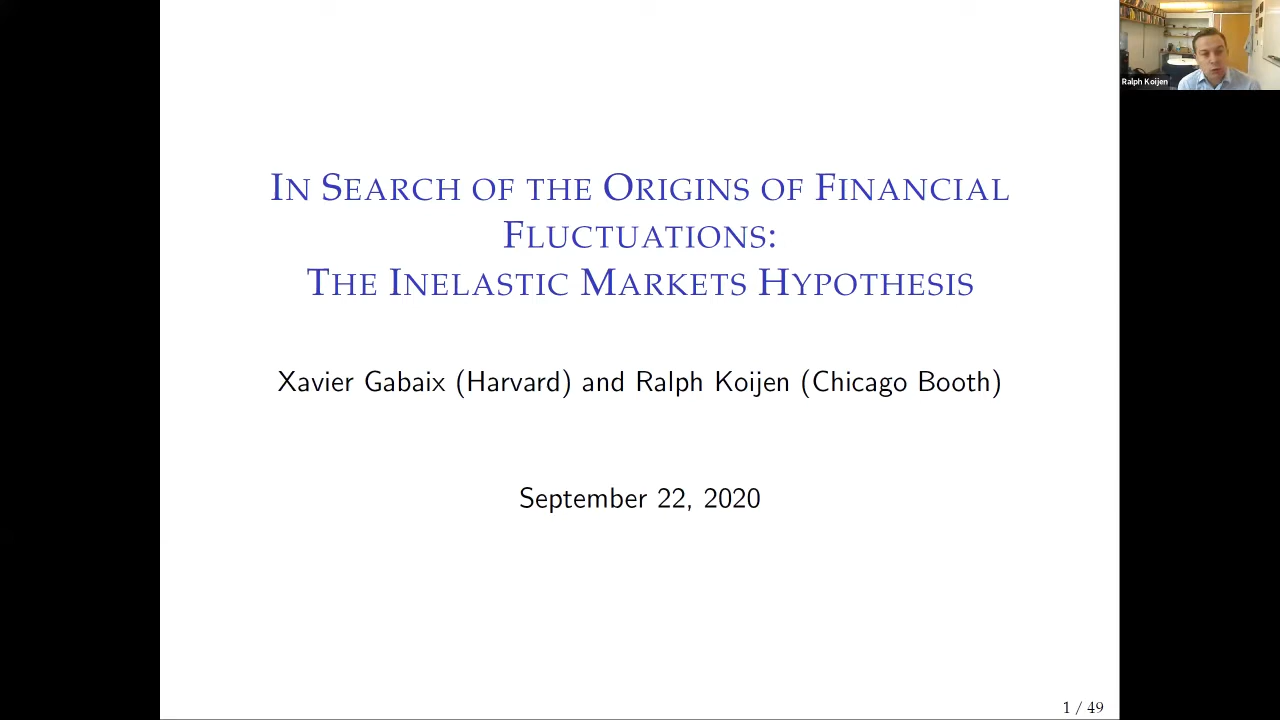 Ralph Koijen
In Search of the Origins of Financial
Fluctuations:
The Inelastic Markets Hypothesis
Xavier Gabaix (Harvard) and Ralph Koijen (Chicago Booth)
September 22, 2020
1 / 49